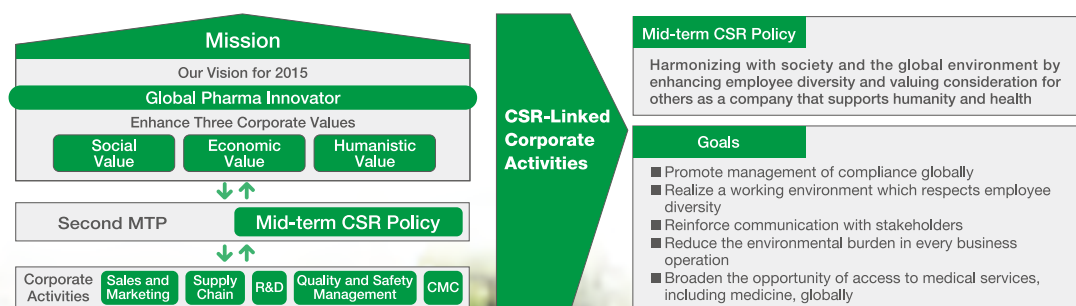 Mission
Our Vision for 2015
Global Pharma Innovator
Enhance Three Corporate Values
Social
Value
Economic
Value
Humanistic
Value
Second MTP
Mid-term CSR Policy
Corporate
Activities
Sales and
Marketing
Supply
Chain
R&D
Quality and Safety
Management
CMC
CSR-Linked
Corporate
Activities
Mid-term CSR Policy
Harmonizing with society and the global environment by
enhancing employee diversity and valuing consideration for
others as a company that supports humanity and health
Goals
■ Promote management of compliance globally
■ Realize a working environment which respects employee
diversity
■ Reinforce communication with stakeholders
■ Reduce the environmental burden in every business
operation
■ Broaden the opportunity of access to medical services,
including medicine, globally